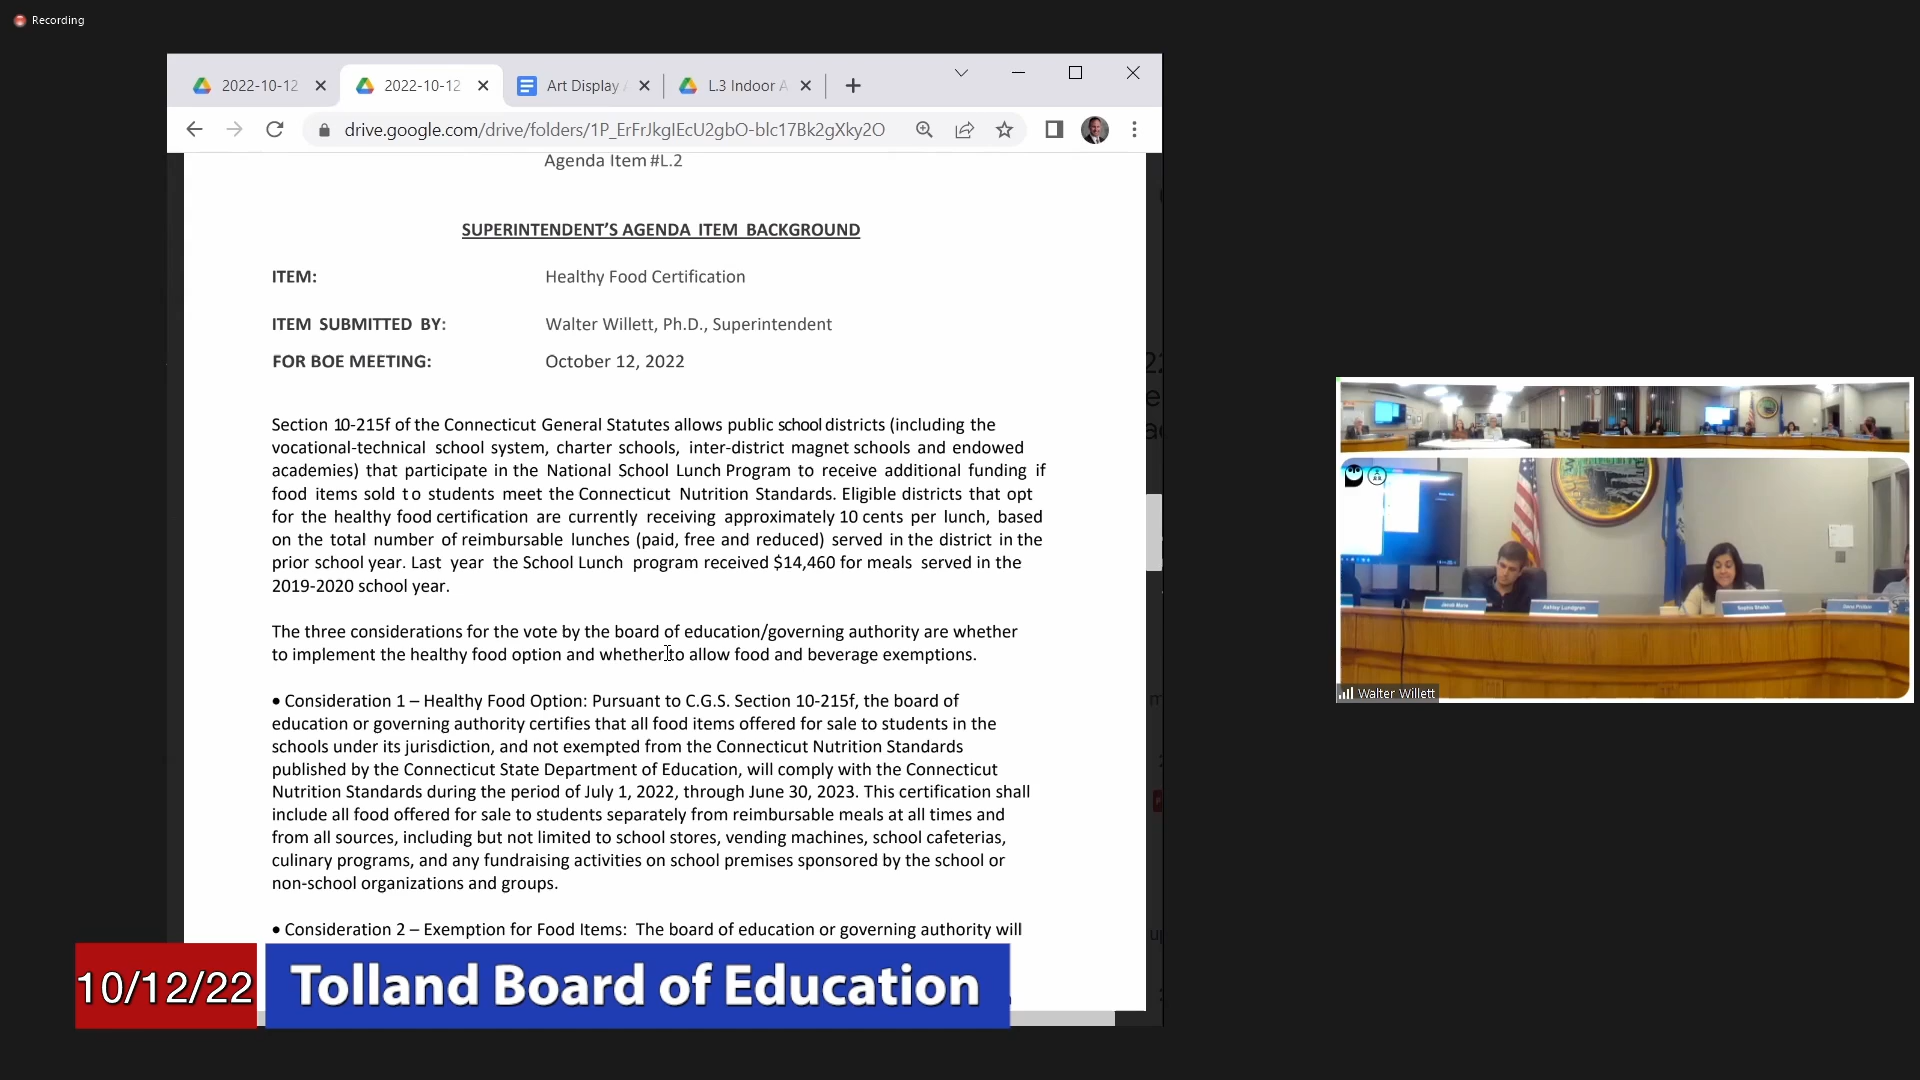 Recording
2022-10-12
2022-10-12
Art Display
L.3 Indoor A
drive.google.com/drive/folders/1P_ErFrJkgIEcU2gbO-blc17Bk2gXky2O
Agenda Item #L.2
SUPERINTENDENT'S AGENDA ITEM BACKGROUND
ITEM: Healthy Food Certification
ITEM SUBMITTED BY: Walter Willett, Ph.D., Superintendent
FOR BOE MEETING: October 12, 2022
Section 10-215f of the Connecticut General Statutes allows public school districts (including the
vocational-technical school system, charter schools, inter-district magnet schools and endowed
academies) that participate in the National School Lunch Program to receive additional funding if
food items sold to students meet the Connecticut Nutrition Standards. Eligible districts that opt
for the healthy food certification are currently receiving approximately 10 cents per lunch, based
on the total number of reimbursable lunches (paid, free and reduced) served in the district in the
prior school year. Last year the School Lunch program received $14,460 for meals served in the
2019-2020 school year.
The three considerations for the vote by the board of education/governing authority are whether
to implement the healthy food option and whether to allow food and beverage exemptions.
• Consideration 1 – Healthy Food Option: Pursuant to C.G.S. Section 10-215f, the board of
education or governing authority certifies that all food items offered for sale to students in the
schools under its jurisdiction, and not exempted from the Connecticut Nutrition Standards
published by the Connecticut State Department of Education, will comply with the Connecticut
Nutrition Standards during the period of July 1, 2022, through June 30, 2023. This certification shall
include all food offered for sale to students separately from reimbursable meals at all times and
from all sources, including but not limited to school stores, vending machines, school cafeterias,
culinary programs, and any fundraising activities on school premises sponsored by the school or
non-school organizations and groups.
• Consideration 2 – Exemption for Food Items: The board of education or governing authority will
10/12/22
Tolland Board of Education
Jacob Marie
Ashley Lundgren
Sophia Shaikh
Dana Philbin
Walter Willett